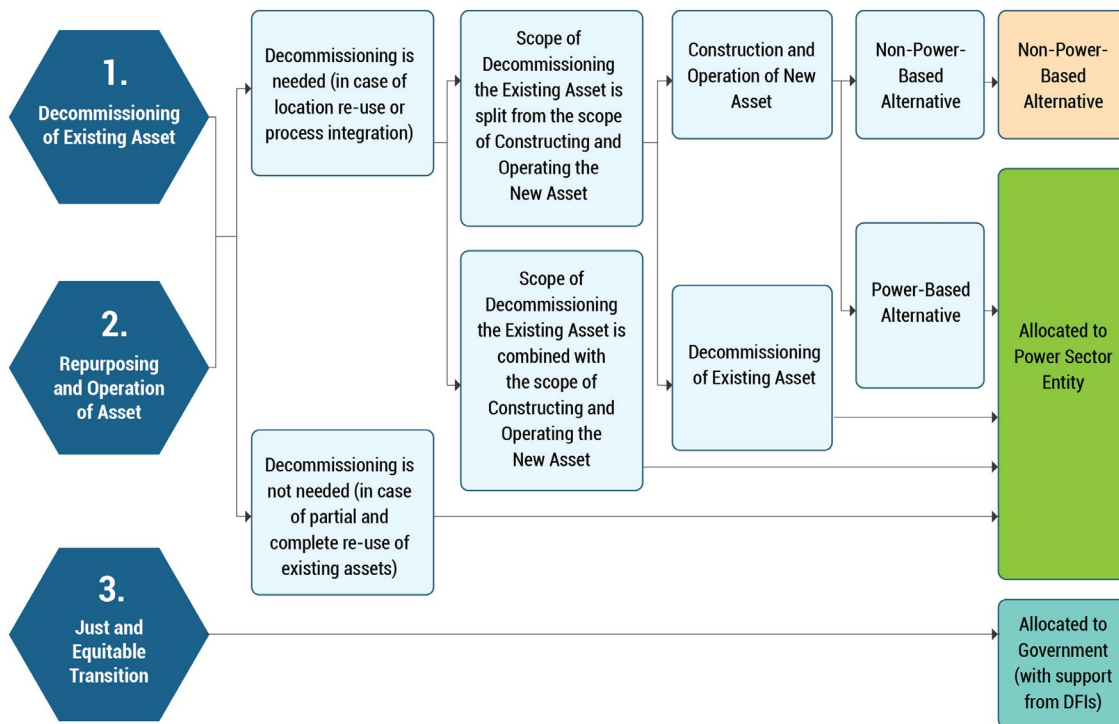 1.
Decommissioning
of Existing Asset
2.
Repurposing
and Operation
of Asset
3.
Just and
Equitable
Transition
Decommissioning is
needed (in case of
location re-use or
process integration)
Decommissioning is
not needed (in case
of partial and
complete re-use of
existing assets)
Scope of
Decommissioning
the Existing Asset is
split from the scope
of Constructing and
Operating the
New Asset
Scope of
Decommissioning
the Existing Asset is
combined with
the scope of
Constructing and
Operating the
New Asset
Construction and
Operation of New
Asset
Decommissioning
of Existing Asset
Non-Power-
Based
Alternative
Power-Based
Alternative
Non-Power-
Based
Alternative
Allocated to
Power Sector
Entity
Allocated to
Government
(with support
from DFIs)